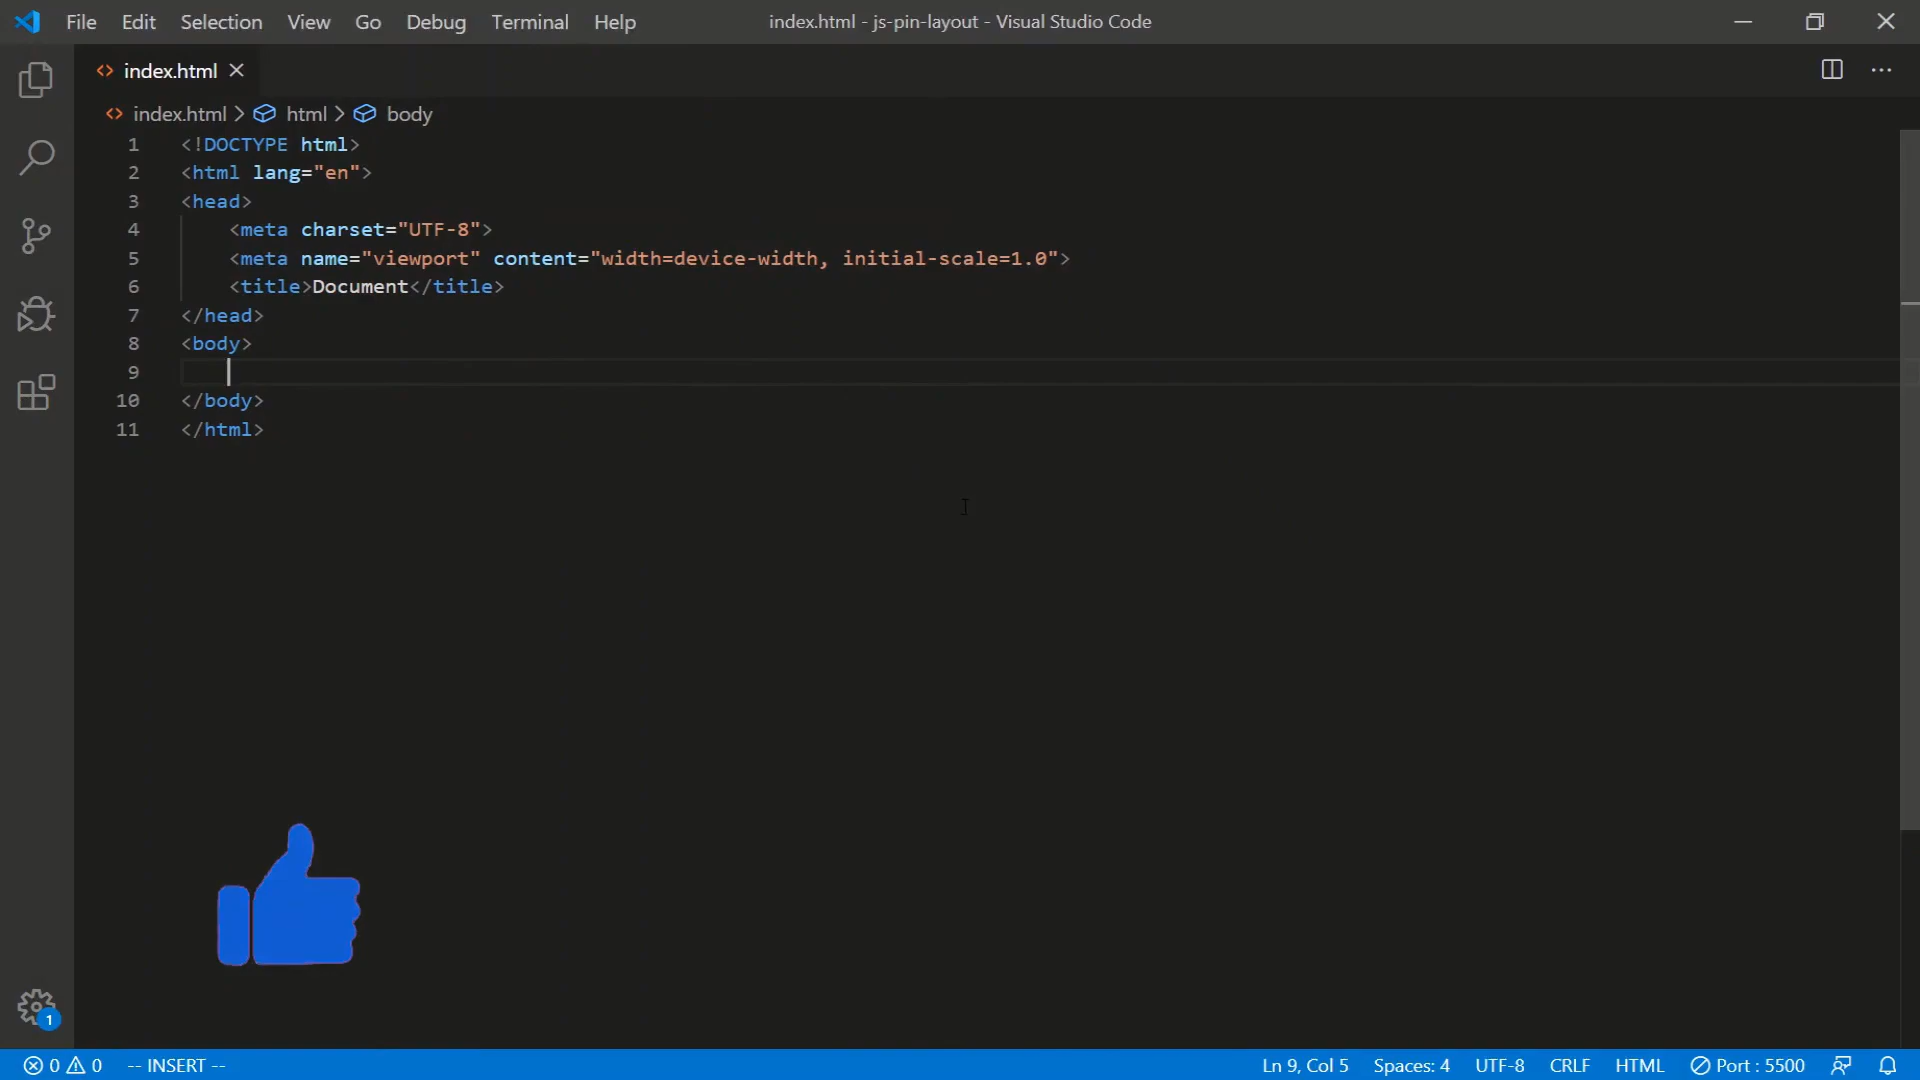 File Edit Selection View Go Debug Terminal Help index.html - js-pin-layout - Visual Studio Code
index.html
index.html > html > body
1 <!DOCTYPE html>
2 <html lang="en">
3 <head>
4 <meta charset="UTF-8">
5 <meta name="viewport" content="width=device-width, initial-scale=1.0">
6 <title>Document</title>
7 </head>
8 <body>
9
10 </body>
11 </html>
1
0 0 -- INSERT -- Ln 9, Col 5 Spaces: 4 UTF-8 CRLF HTML Port : 5500